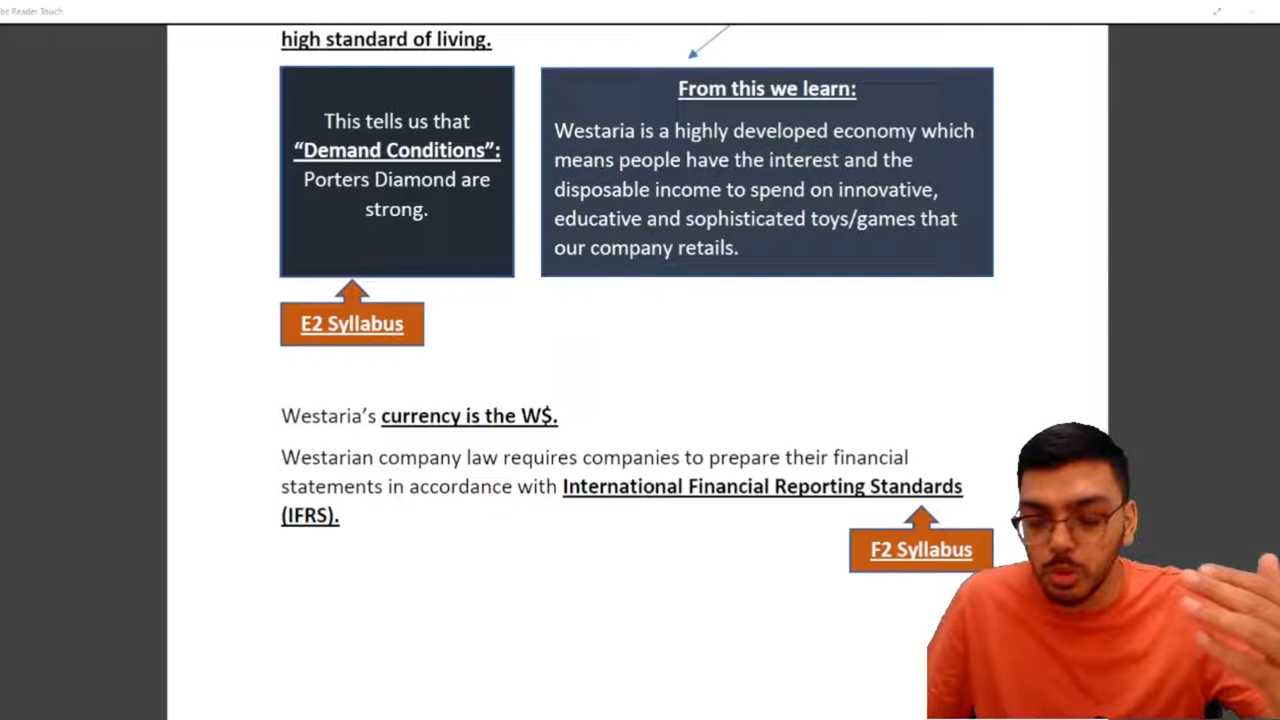 be Reader Touch
high standard of living.
This tells us that
“Demand Conditions”:
Porters Diamond are
strong.
From this we learn:
Westaria is a highly developed economy which
means people have the interest and the
disposable income to spend on innovative,
educative and sophisticated toys/games that
our company retails.
E2 Syllabus
Westaria’s currency is the W$.
Westarian company law requires companies to prepare their financial
statements in accordance with International Financial Reporting Standards
(IFRS).
F2 Syllabus